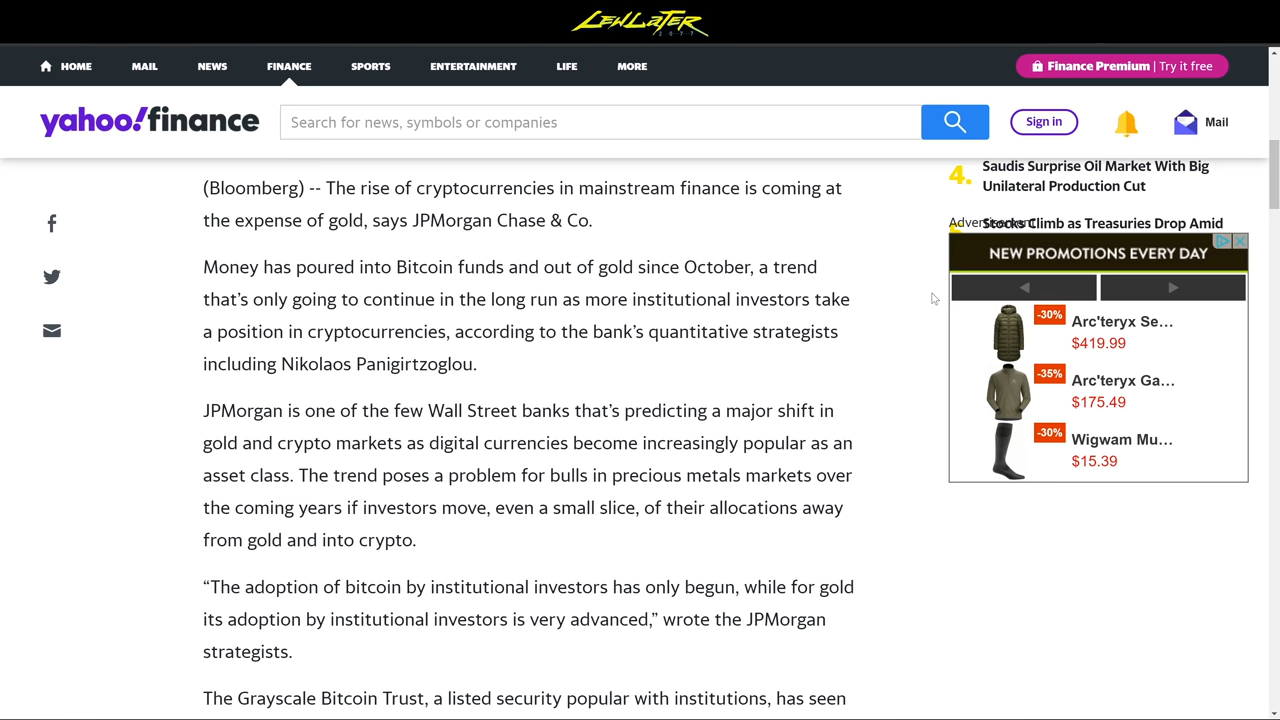 LEWLATER
2077
HOME MAIL NEWS FINANCE SPORTS ENTERTAINMENT LIFE MORE Finance Premium | Try it free
yahoo!finance Search for news, symbols or companies Sign in Mail
(Bloomberg) -- The rise of cryptocurrencies in mainstream finance is coming at
the expense of gold, says JPMorgan Chase & Co.
Money has poured into Bitcoin funds and out of gold since October, a trend
that’s only going to continue in the long run as more institutional investors take
a position in cryptocurrencies, according to the bank’s quantitative strategists
including Nikolaos Panigirtzoglou.
JPMorgan is one of the few Wall Street banks that’s predicting a major shift in
gold and crypto markets as digital currencies become increasingly popular as an
asset class. The trend poses a problem for bulls in precious metals markets over
the coming years if investors move, even a small slice, of their allocations away
from gold and into crypto.
“The adoption of bitcoin by institutional investors has only begun, while for gold
its adoption by institutional investors is very advanced,” wrote the JPMorgan
strategists.
The Grayscale Bitcoin Trust, a listed security popular with institutions, has seen
4. Saudis Surprise Oil Market With Big
Unilateral Production Cut
Advertisement
Stocks Climb as Treasuries Drop Amid
NEW PROMOTIONS EVERY DAY
-30% Arc'teryx Se...
$419.99
-35% Arc'teryx Ga...
$175.49
-30% Wigwam Mu...
$15.39